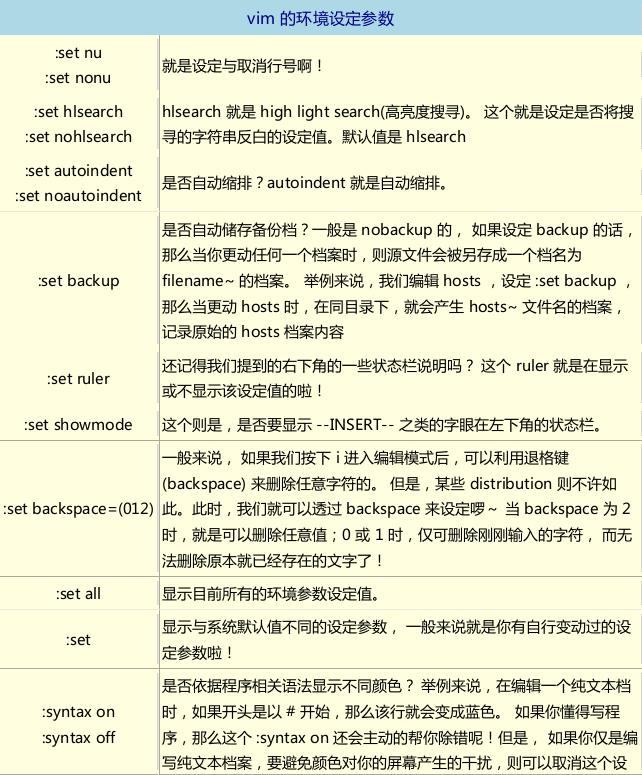 vim 的环境设定参数
:set nu
:set nonu
就是设定与取消行号啊！
:set hlsearch
:set nohlsearch
hlsearch 就是 high light search(高亮度搜寻)。 这个就是设定是否将搜
寻的字符串反白的设定值。默认值是 hlsearch
:set autoindent
:set noautoindent
是否自动缩排？autoindent 就是自动缩排。
:set backup
是否自动储存备份档？一般是 nobackup 的， 如果设定 backup 的话，
那么当你更动任何一个档案时，则源文件会被另存成一个档名为
filename~ 的档案。 举例来说，我们编辑 hosts ，设定 :set backup ，
那么当更动 hosts 时，在同目录下，就会产生 hosts~ 文件名的档案，
记录原始的 hosts 档案内容
:set ruler
还记得我们提到的右下角的一些状态栏说明吗？ 这个 ruler 就是在显示
或不显示该设定值的啦！
:set showmode
这个则是，是否要显示 --INSERT-- 之类的字眼在左下角的状态栏。
:set backspace=(012)
一般来说， 如果我们按下 i 进入编辑模式后，可以利用退格键
(backspace) 来删除任意字符的。 但是，某些 distribution 则不许如
此。此时，我们就可以透过 backspace 来设定啰～ 当 backspace 为 2
时，就是可以删除任意值；0 或 1 时，仅可删除刚刚输入的字符， 而无
法删除原本就已经存在的文字了！
:set all
显示目前所有的环境参数设定值。
:set
显示与系统默认值不同的设定参数， 一般来说就是你有自行变动过的设
定参数啦！
:syntax on
:syntax off
是否依据程序相关语法显示不同颜色？ 举例来说，在编辑一个纯文本档
时，如果开头是以 # 开始，那么该行就会变成蓝色。 如果你懂得写程
序，那么这个 :syntax on 还会主动的帮你除错呢！但是， 如果你仅是编
写纯文本档案，要避免颜色对你的屏幕产生的干扰，则可以取消这个设